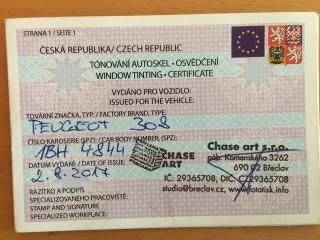 STRANA 1 / SEITE 1
ČESKÁ REPUBLIKA/ CZECH REPUBLIC
TÓNOVÁNÍ AUTOSKEL • OSVĚDČENÍ
WINDOW TINTING • CERTIFICATE
VYDÁNO PRO VOZIDLO:
ISSUED FOR THE VEHICLE:
TOVÁRNÍ ZNAČKA, TYP / FACTORY BRAND, TYPE:
PEUGEOT 308
ČÍSLO KAROSERIE (SPZ) / CAR BODY NUMBER, (SPZ):
1BH 4844
DATUM VYDÁNÍ / DATE OF ISSUE:
2.8.2017
RAZÍTKO A PODPIS
SPECIALIZOVANÉHO PRACOVIŠTĚ:
STAMP AND SIGNATURE
SPECIALIZED WORKPLACE:
CHASE
ART
Chase art s.r.o.
nám. Komenského 3262
690 02 Břeclav
IČ: 29365708, DIČ: CZ29365708
studio@breclav.cz, www.fototisk.info